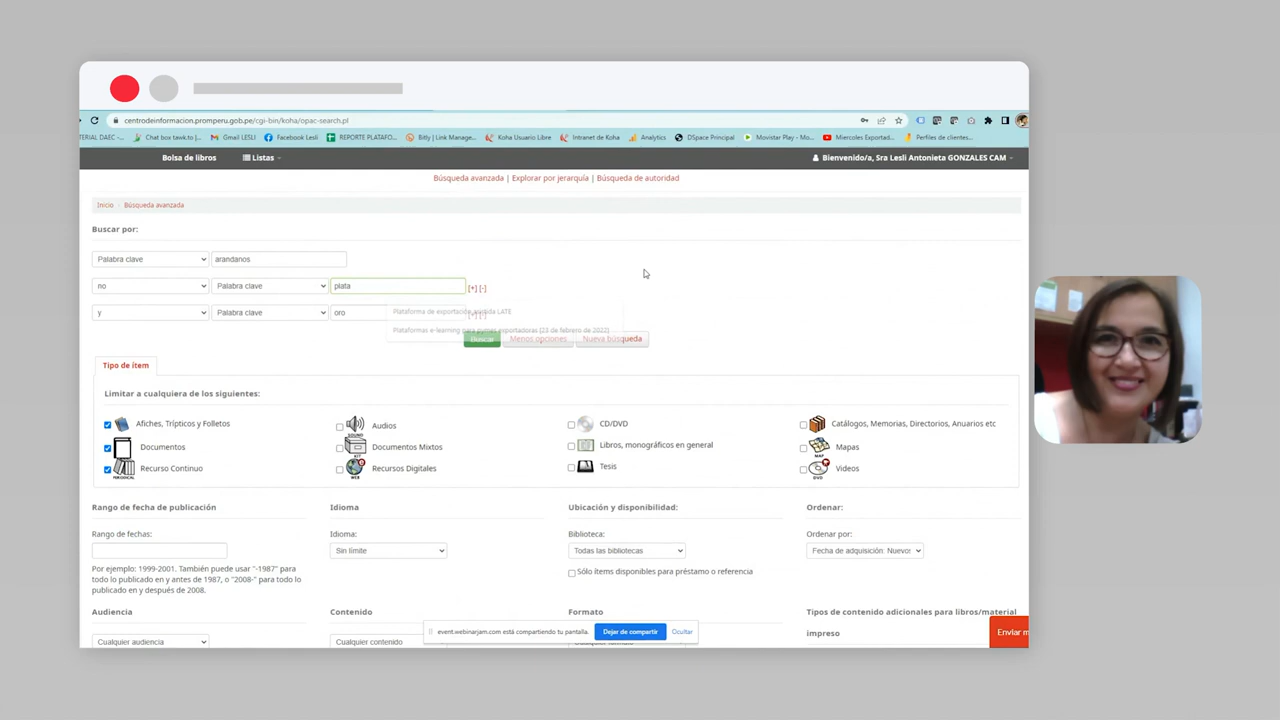 centrodeinformacion.promperu.gob.pe/cgi-bin/koha/opac-search.pl
TERIAL DAEC -... Chat box tawk.to | ... Gmail LESLI Facebook Lesli REPORTE PLATAFO... Bitly | Link Manage... Koha Usuario Libre Intranet de Koha Analytics DSpace Principal Movistar Play - Mo... Miercoles Exportad... Perfiles de clientes...
Bolsa de libros Listas Bienvenido/a, Sra Lesli Antonieta GONZALES CAM
Búsqueda avanzada | Explorar por jerarquía | Búsqueda de autoridad
Inicio Búsqueda avanzada
Buscar por:
Palabra clave arandanos
no Palabra clave plata [+] [-]
y Palabra clave oro [+] [-]
Plataforma de exportación perdida LATE
Plataformas e-learning para pymes exportadoras [23 de febrero de 2022]
Buscar Menos opciones Nueva búsqueda
Tipo de ítem
Limitar a cualquiera de los siguientes:
Afiches, Trípticos y Folletos Audios CD/DVD Catálogos, Memorias, Directorios, Anuarios etc
Documentos Documentos Mixtos Libros, monográficos en general Mapas
Recurso Continuo Recursos Digitales Tesis Videos
Rango de fecha de publicación Idioma Ubicación y disponibilidad: Ordenar:
Rango de fechas: Idioma: Biblioteca: Ordenar por:
Sin límite Todas las bibliotecas Fecha de adquisición: Nuevos
Por ejemplo: 1999-2001. También puede usar "-1987" para
todo lo publicado en y antes de 1987, o "2008-" para todo lo
publicado en y después de 2008.
Sólo ítems disponibles para préstamo o referencia
Audiencia Contenido Formato Tipos de contenido adicionales para libros/material
impreso
Cualquier audiencia Cualquier contenido
event.webinarjam.com está compartiendo tu pantalla. Dejar de compartir Ocultar
Enviar m